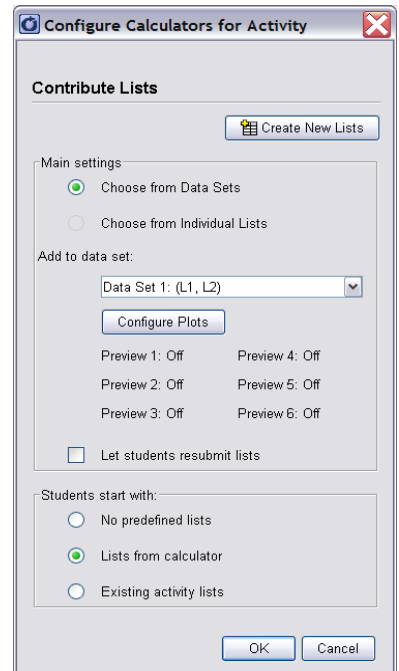 Configure Calculators for Activity
Contribute Lists
Create New Lists
Main settings
Choose from Data Sets
Choose from Individual Lists
Add to data set:
Data Set 1: (L1, L2)
Configure Plots
Preview 1: Off Preview 4: Off
Preview 2: Off Preview 5: Off
Preview 3: Off Preview 6: Off
Let students resubmit lists
Students start with:
No predefined lists
Lists from calculator
Existing activity lists
OK Cancel